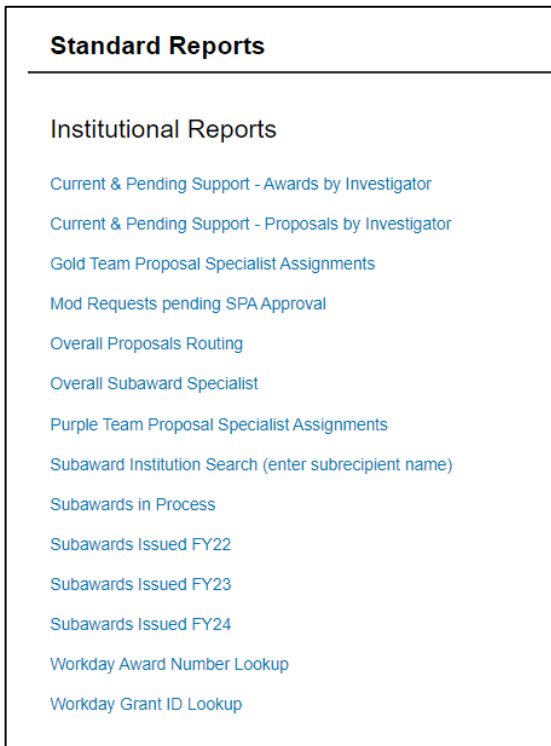 Standard Reports
Institutional Reports
Current & Pending Support - Awards by Investigator
Current & Pending Support - Proposals by Investigator
Gold Team Proposal Specialist Assignments
Mod Requests pending SPA Approval
Overall Proposals Routing
Overall Subaward Specialist
Purple Team Proposal Specialist Assignments
Subaward Institution Search (enter subrecipient name)
Subawards in Process
Subawards Issued FY22
Subawards Issued FY23
Subawards Issued FY24
Workday Award Number Lookup
Workday Grant ID Lookup